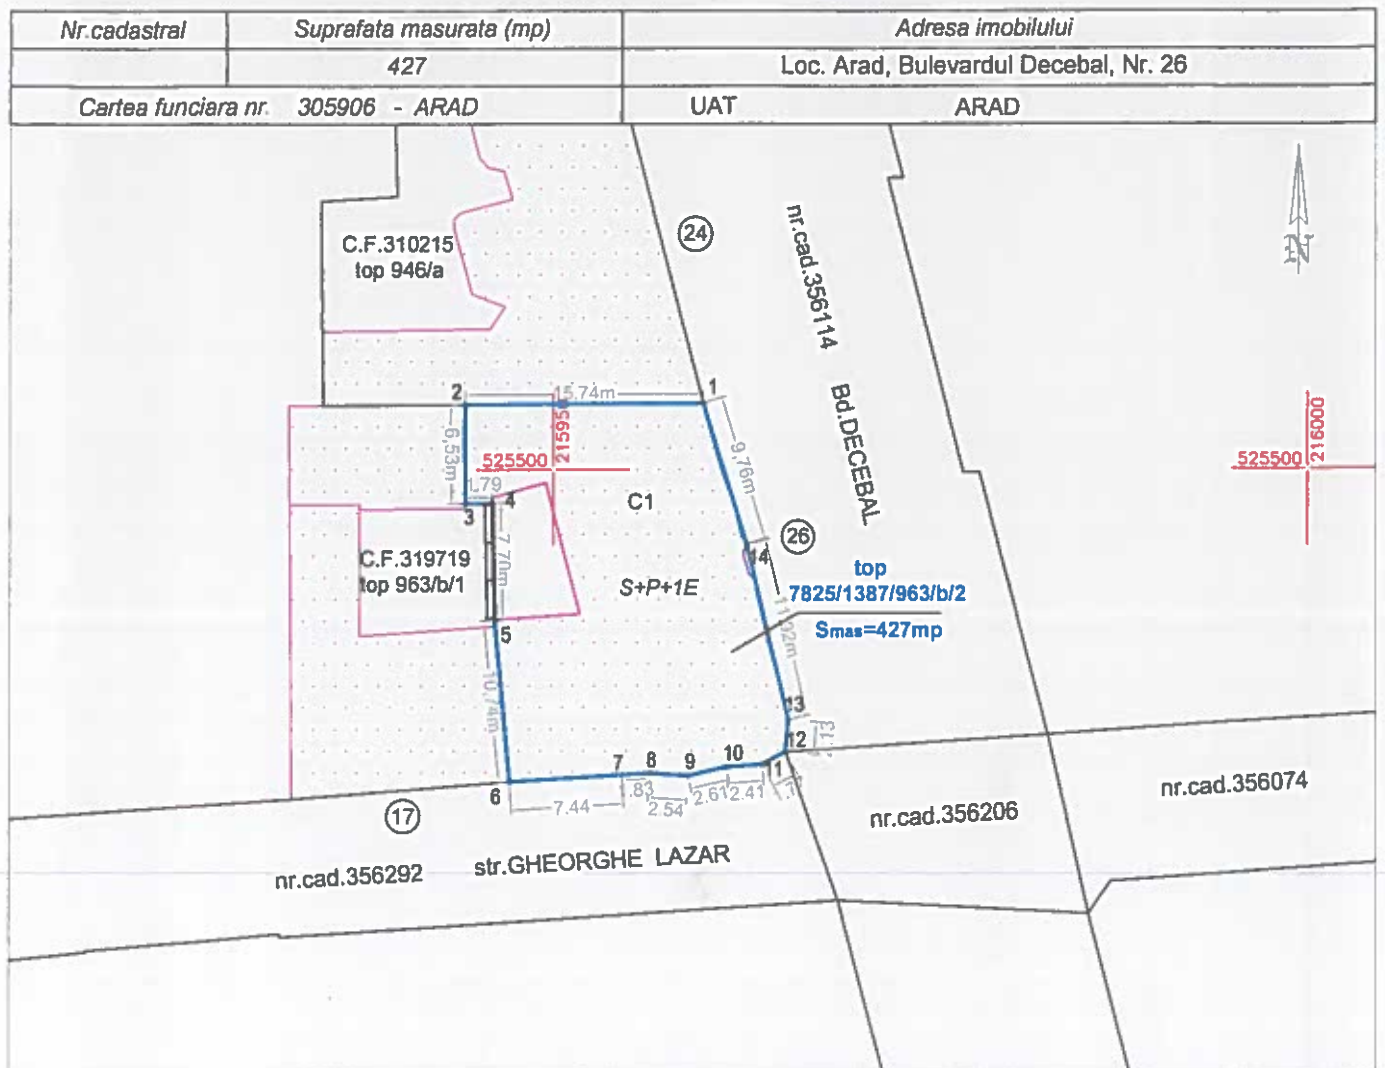 Nr.cadastral Suprafata masurata (mp) Adresa imobilului
427 Loc. Arad, Bulevardul Decebal, Nr. 26
Cartea funciara nr. 305906 - ARAD UAT ARAD
24
nr.cad.356114
N
C.F.310215
top 946/a
2 15,74m 1
Bd.DECEBAL
6,53m
9,76m
525500
1,79
3
4
C1
525500
216000
C.F.319719
top 963/b/1
7,70m
26
14
S+P+1E
top
7825/1387/963/b/2
Smas=427mp
11,02m
5
10,74m
13
12
6
7
8
9
10
11
7.44
1.83
2.54
2.61
2.41
17
nr.cad.356074
nr.cad.356206
str.GHEORGHE LAZAR
nr.cad.356292